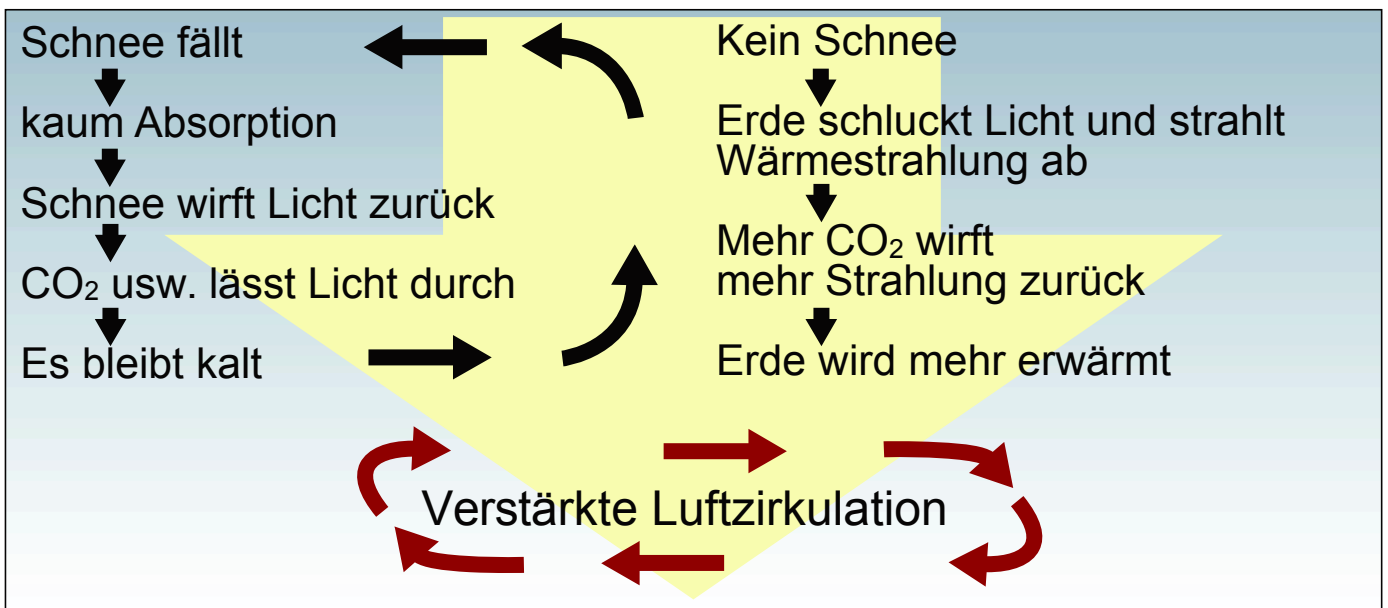 Schnee fällt
kaum Absorption
Schnee wirft Licht zurück
CO₂ usw. lässt Licht durch
Es bleibt kalt
Kein Schnee
Erde schluckt Licht und strahlt
Wärmestrahlung ab
Mehr CO₂ wirft
mehr Strahlung zurück
Erde wird mehr erwärmt
Verstärkte Luftzirkulation